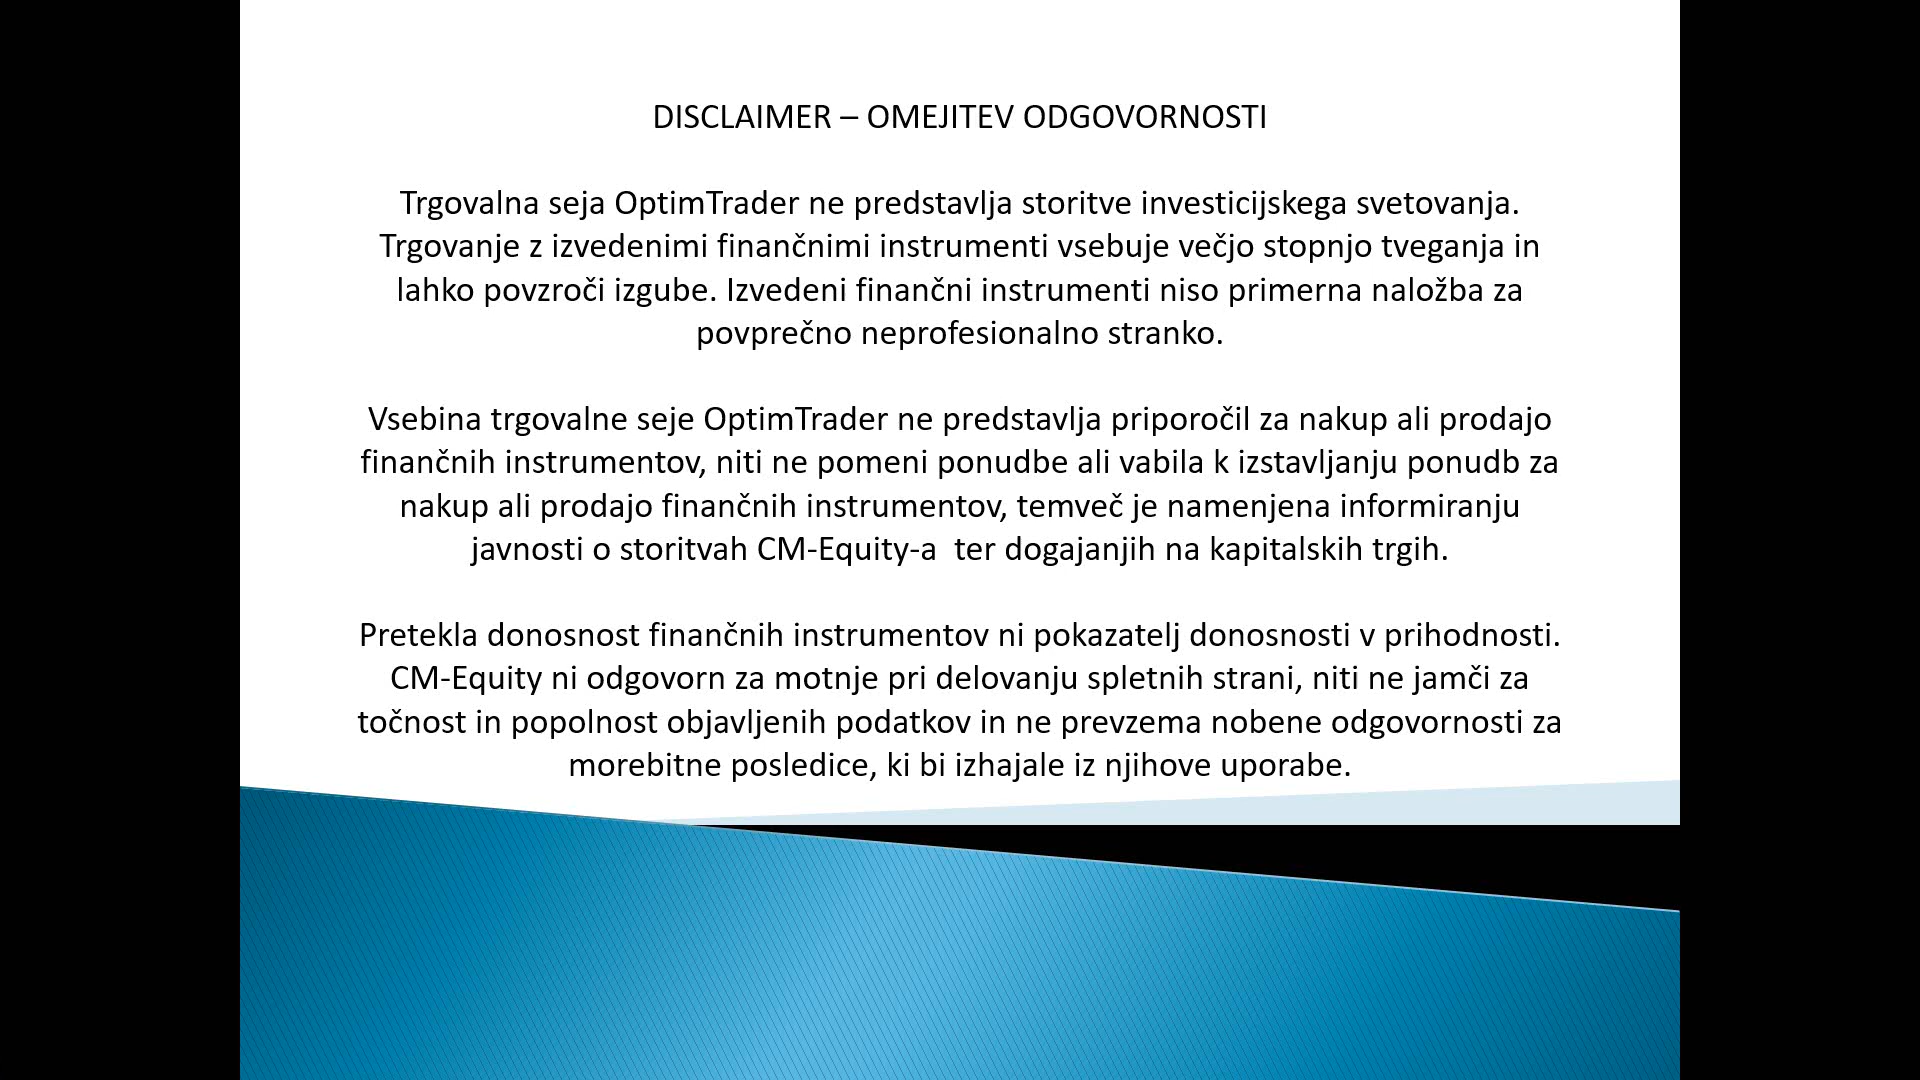 DISCLAIMER – OMEJITEV ODGOVORNOSTI
Trgovalna seja OptimTrader ne predstavlja storitve investicijskega svetovanja.
Trgovanje z izvedenimi finančnimi instrumenti vsebuje večjo stopnjo tveganja in
lahko povzroči izgube. Izvedeni finančni instrumenti niso primerna naložba za
povprečno neprofesionalno stranko.
Vsebina trgovalne seje OptimTrader ne predstavlja priporočil za nakup ali prodajo
finančnih instrumentov, niti ne pomeni ponudbe ali vabila k izstavljanju ponudb za
nakup ali prodajo finančnih instrumentov, temveč je namenjena informiranju
javnosti o storitvah CM-Equity-a  ter dogajanjih na kapitalskih trgih.
Pretekla donosnost finančnih instrumentov ni pokazatelj donosnosti v prihodnosti.
CM-Equity ni odgovorn za motnje pri delovanju spletnih strani, niti ne jamči za
točnost in popolnost objavljenih podatkov in ne prevzema nobene odgovornosti za
morebitne posledice, ki bi izhajale iz njihove uporabe.